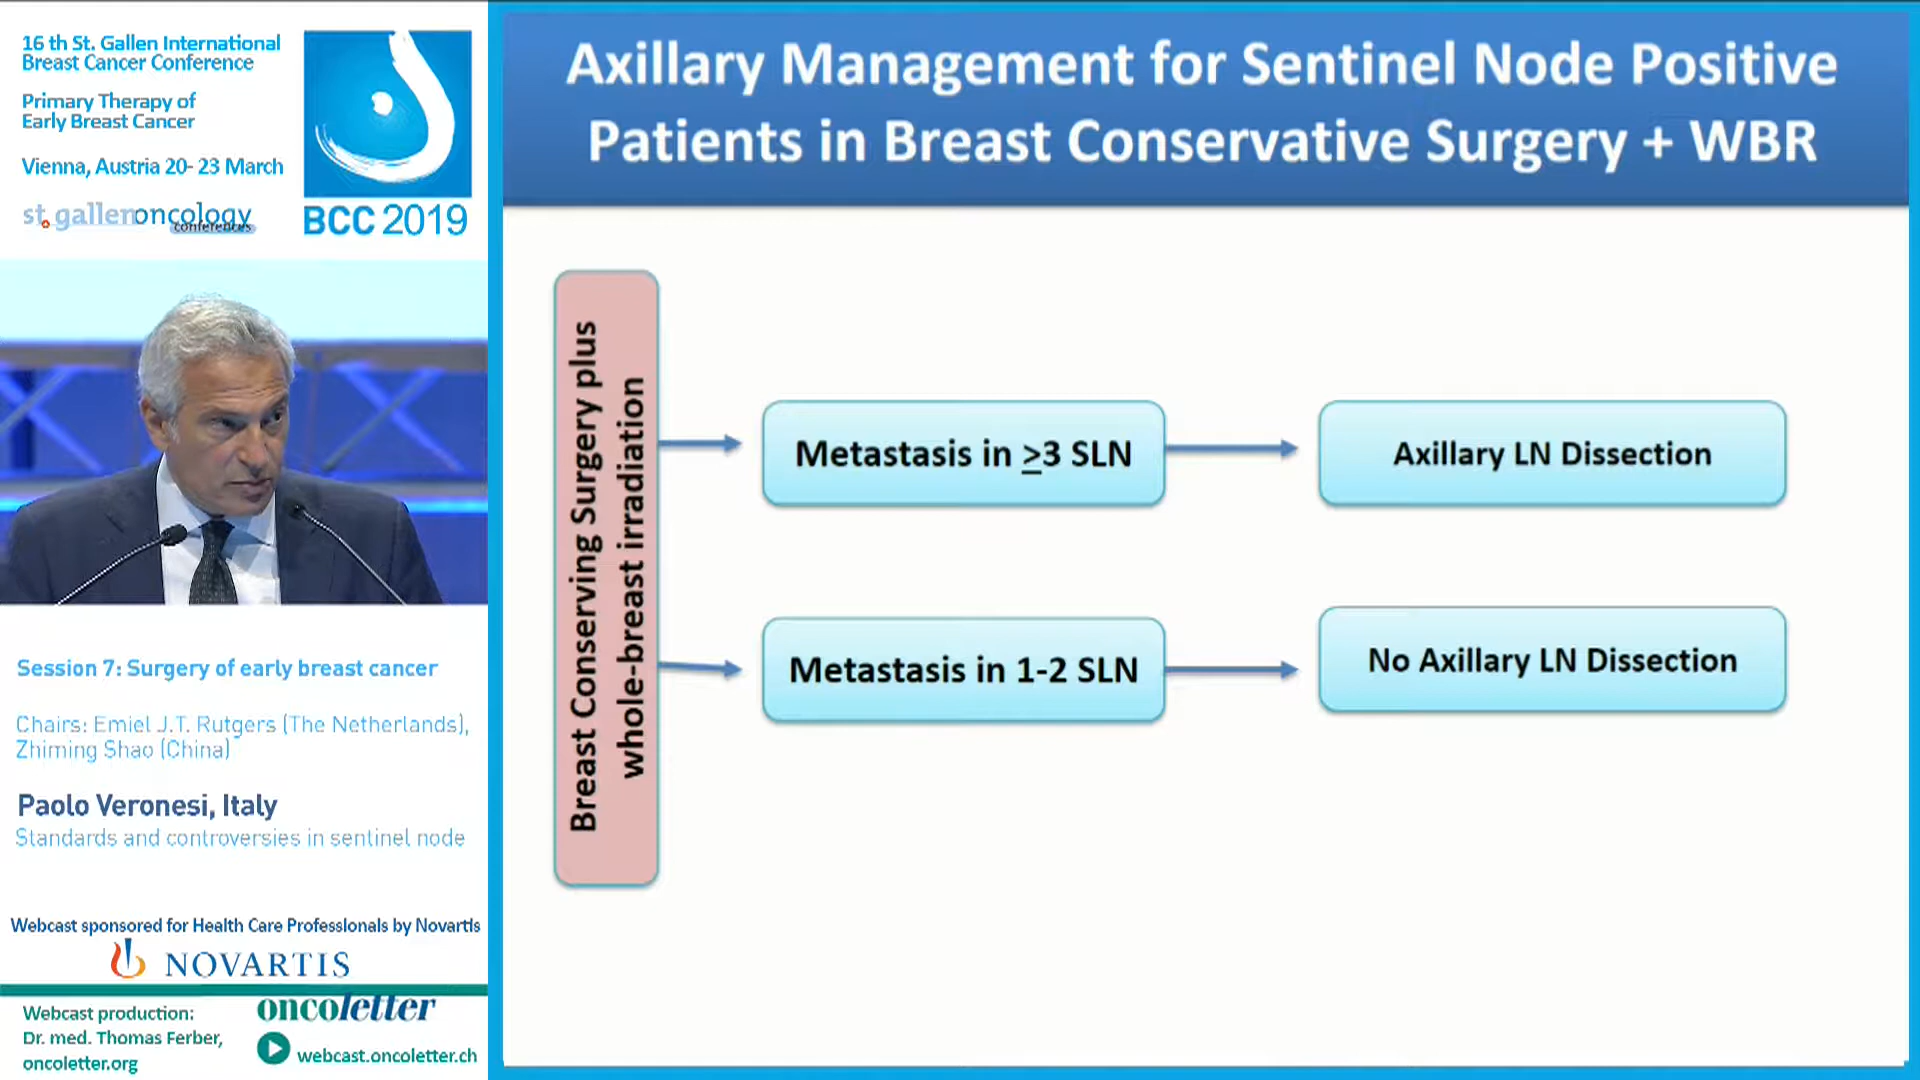 16 th St. Gallen International
Breast Cancer Conference
Primary Therapy of
Early Breast Cancer
Vienna, Austria 20- 23 March
st.gallenoncology
conferences
BCC 2019
Session 7: Surgery of early breast cancer
Chairs: Emiel J.T. Rutgers (The Netherlands),
Zhiming Shao (China)
Paolo Veronesi, Italy
Standards and controversies in sentinel node
Webcast sponsored for Health Care Professionals by Novartis
NOVARTIS
Webcast production:
Dr. med. Thomas Ferber,
oncoletter.org
oncoletter
webcast.oncoletter.ch
Axillary Management for Sentinel Node Positive
Patients in Breast Conservative Surgery + WBR
Breast Conserving Surgery plus
whole-breast irradiation
Metastasis in ≥3 SLN
Axillary LN Dissection
Metastasis in 1-2 SLN
No Axillary LN Dissection